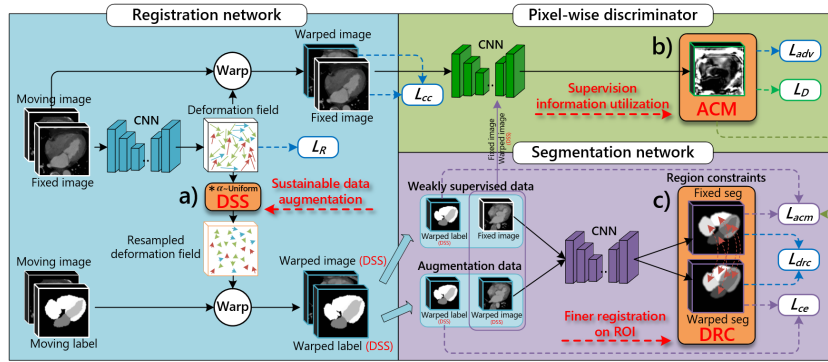 Registration network
Warped image
Warp
Fixed image
Moving image
CNN
Deformation field
Fixed image
L_cc
L_R
a)
*α~Uniform
DSS
Sustainable data
augmentation
Resampled
deformation field
Moving image
Moving label
Warp
Warped image (DSS)
Warped label (DSS)
Pixel-wise discriminator
CNN
b)
ACM
L_adv
L_D
Supervision
information utilization
Fixed image
Warped image
(DSS)
Segmentation network
Weakly supervised data
Warped label
(DSS)
Fixed image
Augmentation data
Warped label
(DSS)
Warped image
(DSS)
CNN
c)
Region constraints
Fixed seg
Warped seg
DRC
L_acm
L_drc
L_ce
Finer registration
on ROI